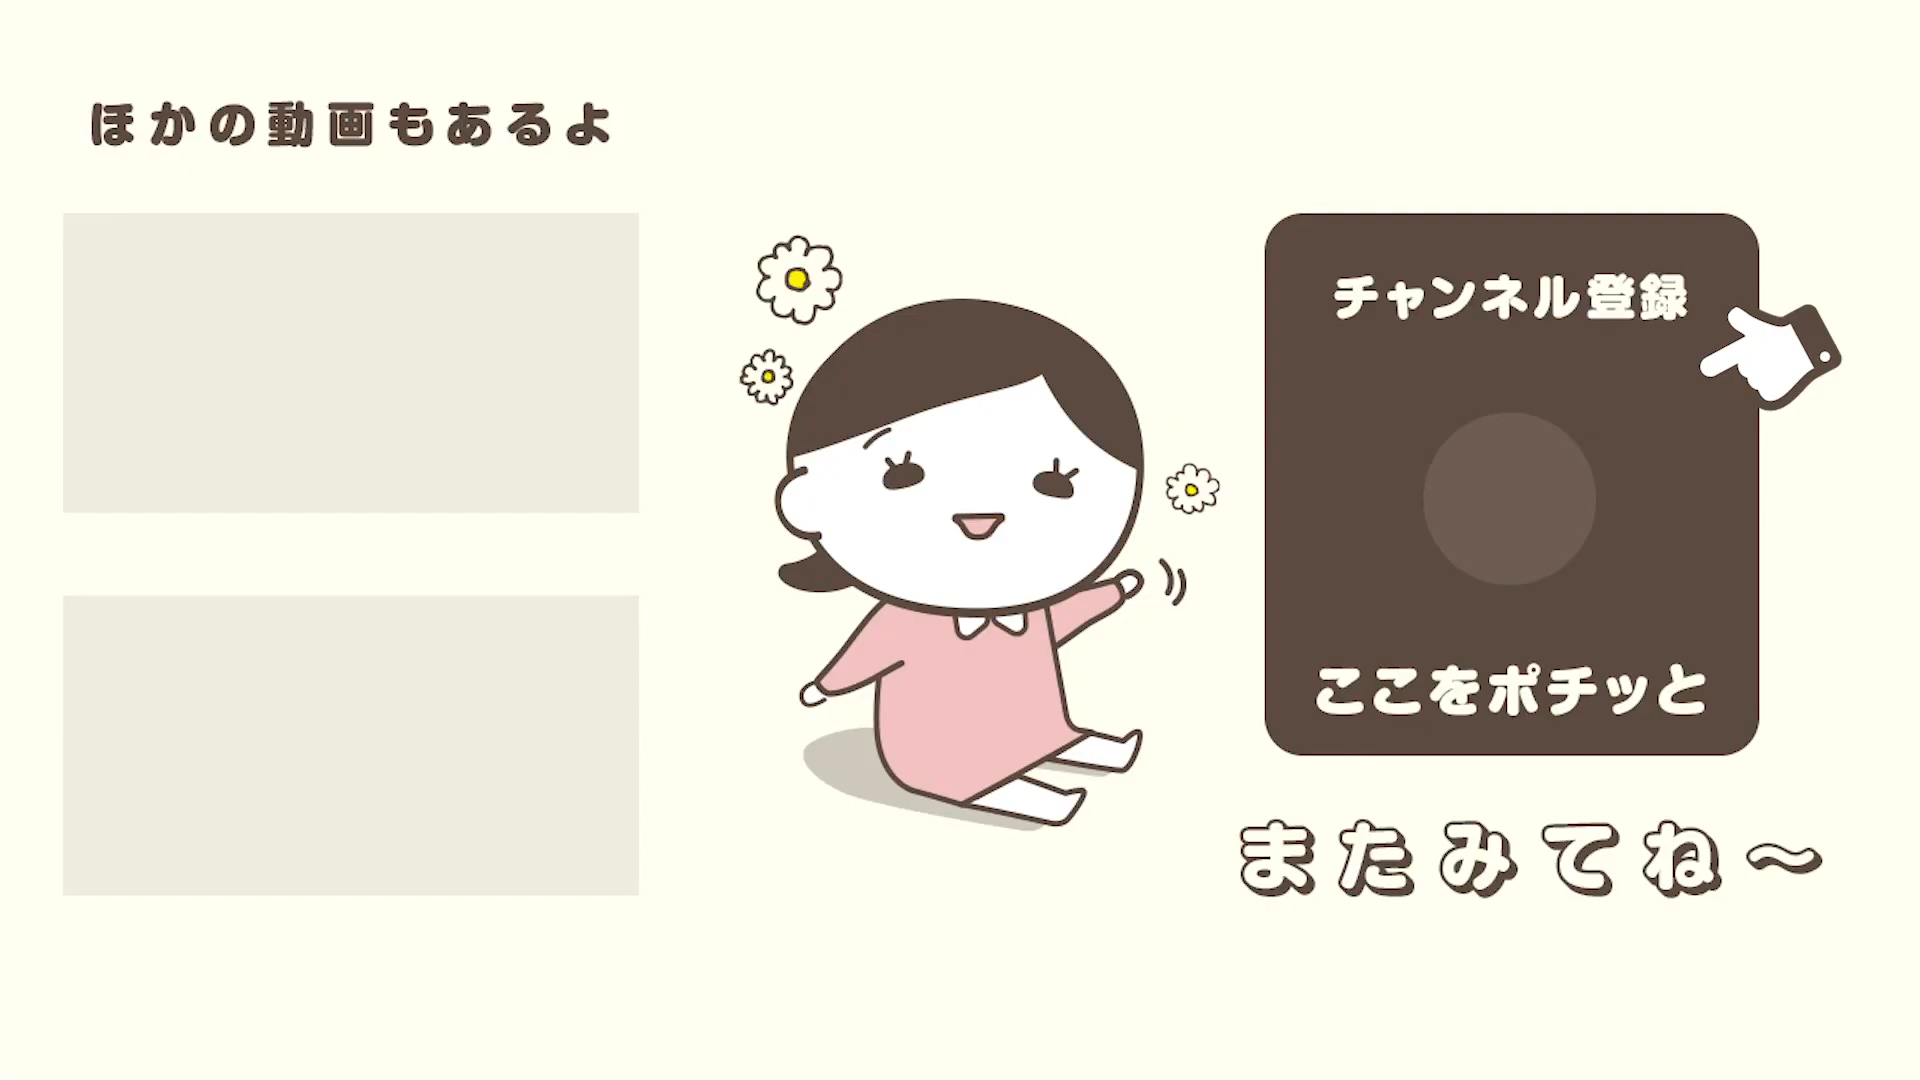 ほかの動画もあるよ
チャンネル登録
ここをポチッと
またみてね〜